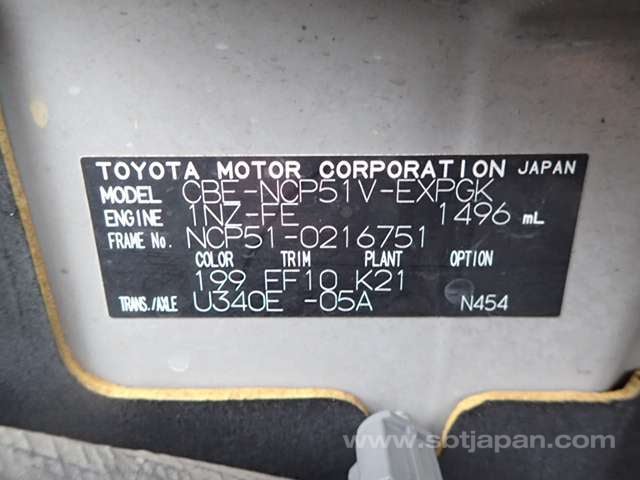 TOYOTA MOTOR CORPORATION JAPAN
MODEL CBE-NCP51V-EXPGK
ENGINE 1NZ-FE 1496 mL
FRAME No. NCP51-0216751
COLOR TRIM PLANT OPTION
199 EF10 K21
TRANS./AXLE U340E -05A N454
www.sbtjapan.com